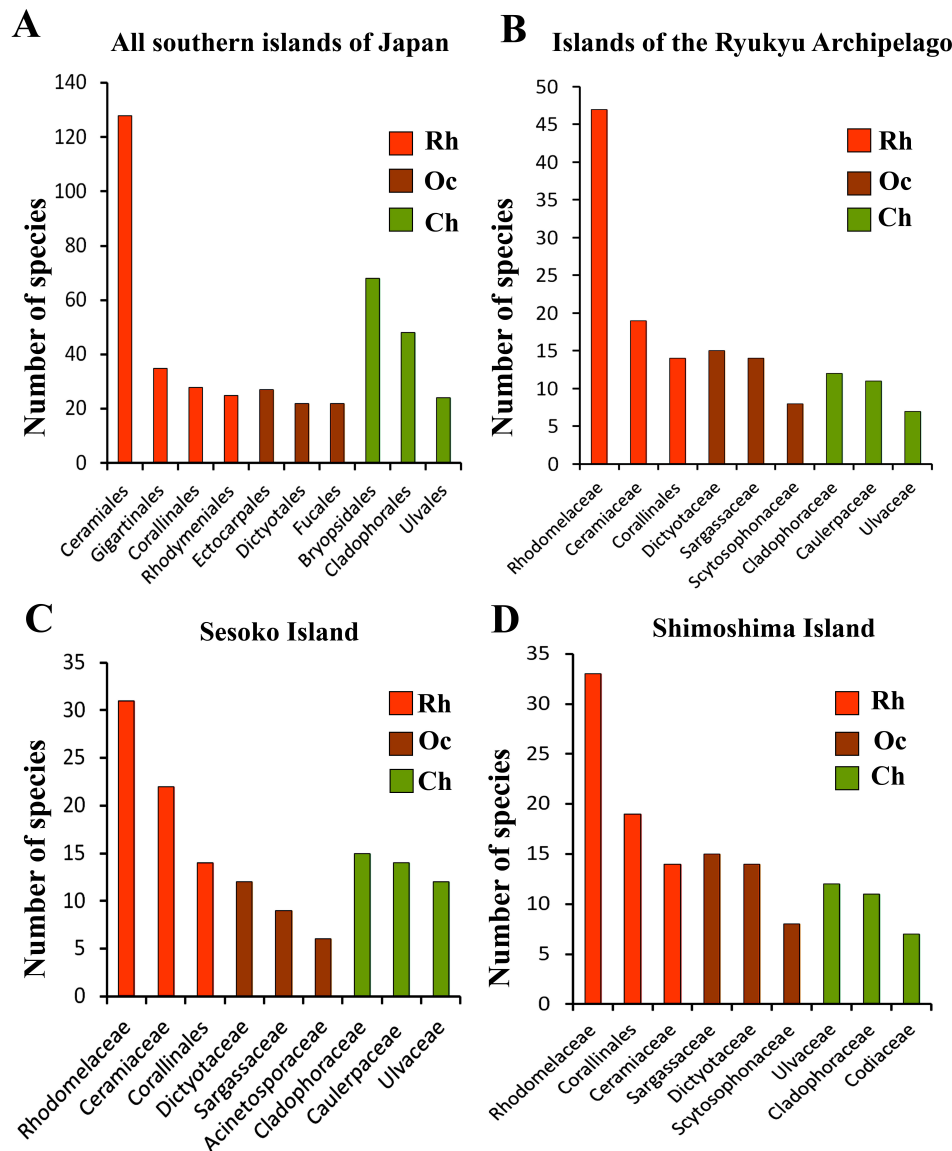 A
All southern islands of Japan
Number of species
140
120
100
80
60
40
20
0
Rh
Oc
Ch
Ceramiales
Gigartinales
Corallinales
Rhodymeniales
Ectocarpales
Dictyotales
Fucales
Bryopsidales
Cladophorales
Ulvales
B
Islands of the Ryukyu Archipelago
Number of species
50
45
40
35
30
25
20
15
10
5
0
Rh
Oc
Ch
Rhodomelaceae
Ceramiaceae
Corallinales
Dictyotaceae
Sargassaceae
Scytosophonaceae
Cladophoraceae
Caulerpaceae
Ulvaceae
C
Sesoko Island
Number of species
35
30
25
20
15
10
5
0
Rh
Oc
Ch
Rhodomelaceae
Ceramiaceae
Corallinales
Dictyotaceae
Sargassaceae
Acinetosporaceae
Cladophoraceae
Caulerpaceae
Ulvaceae
D
Shimoshima Island
Number of species
35
30
25
20
15
10
5
0
Rh
Oc
Ch
Rhodomelaceae
Corallinales
Ceramiaceae
Sargassaceae
Dictyotaceae
Scytosophonaceae
Ulvaceae
Cladophoraceae
Codiaceae